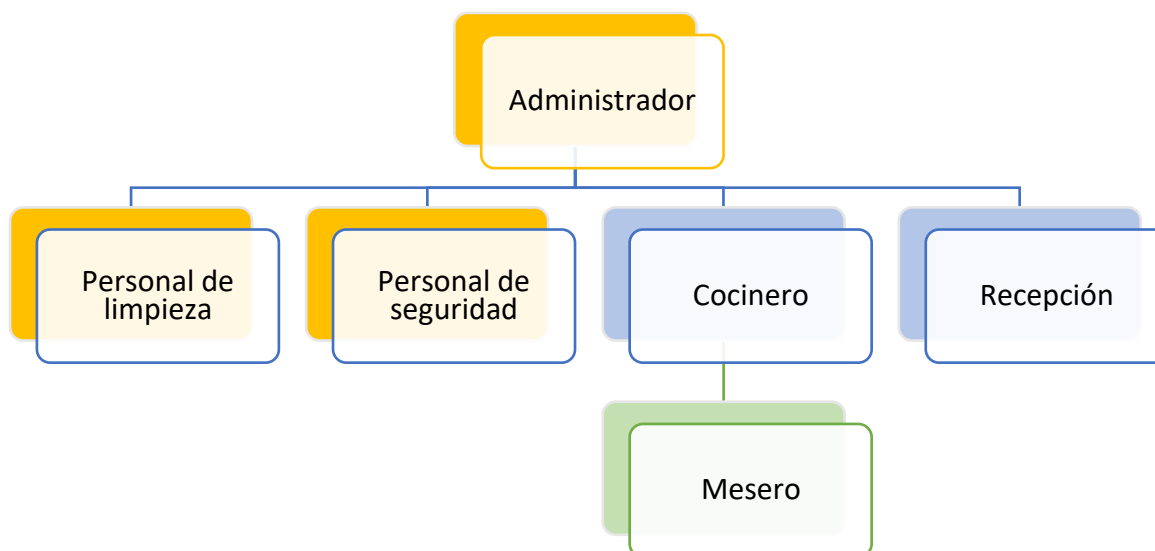 Administrador
Personal de
limpieza
Personal de
seguridad
Cocinero
Recepción
Mesero